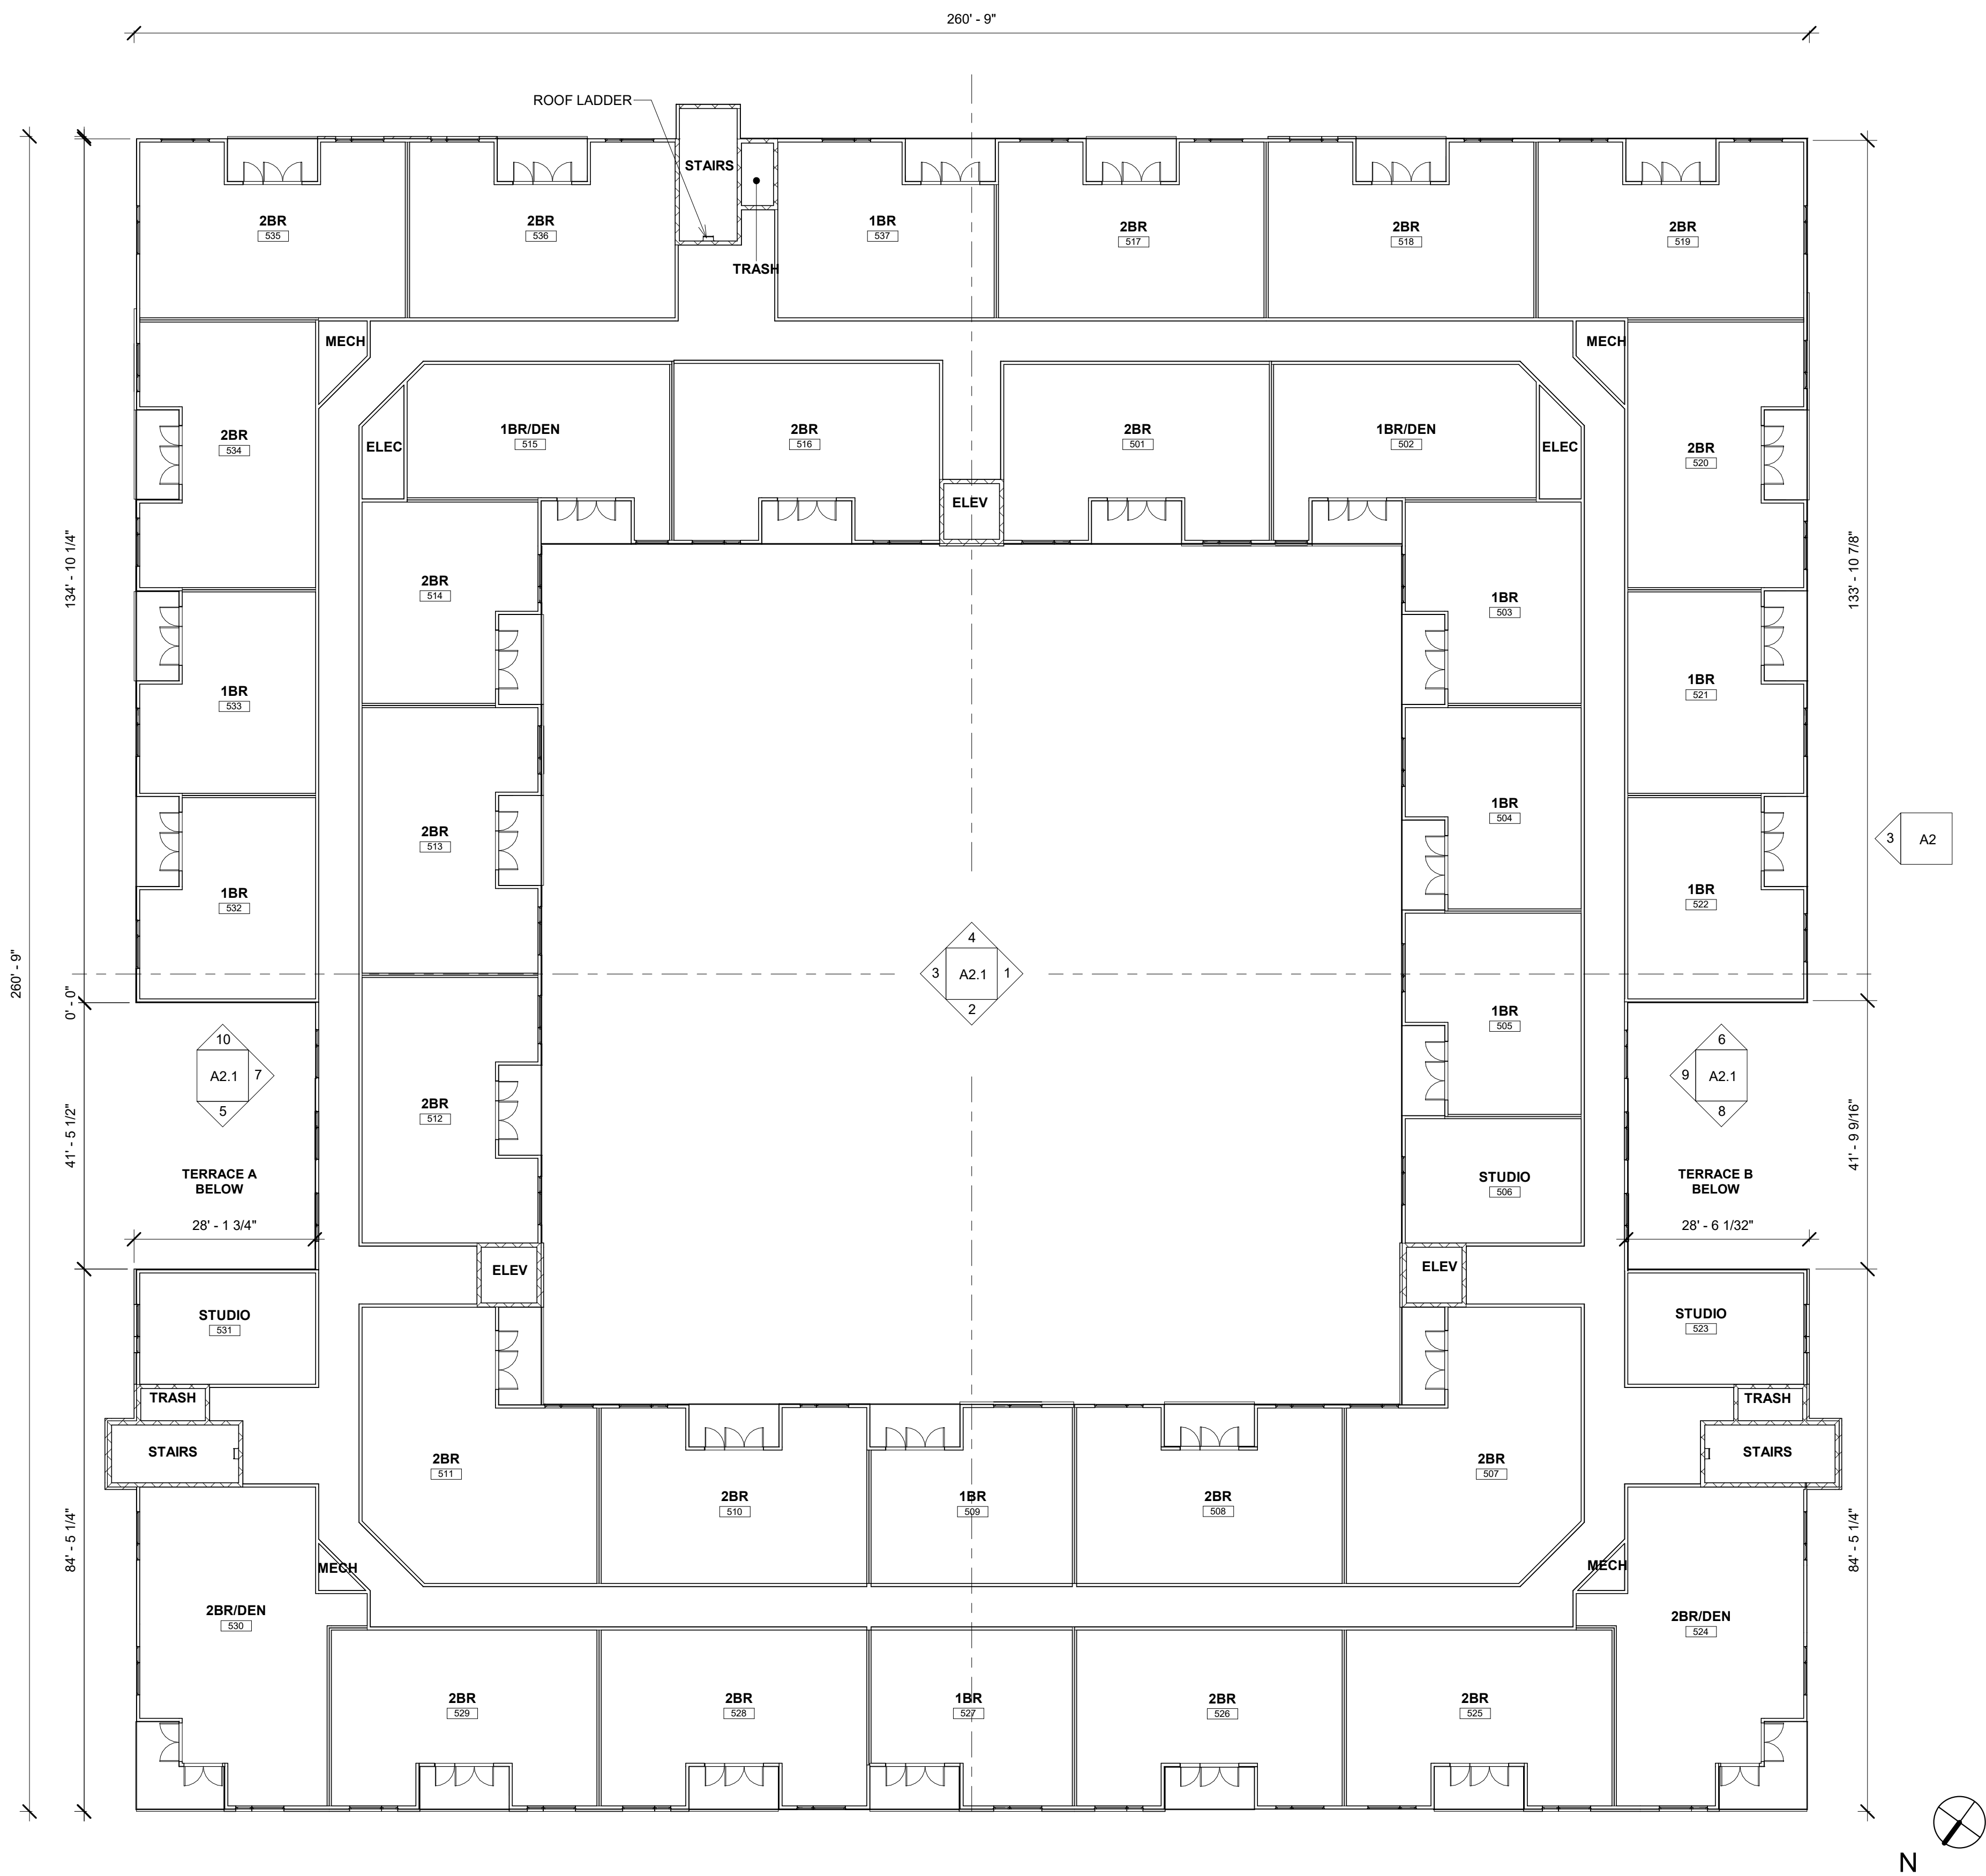 260' - 9"
ROOF LADDER
STAIRS
TRASH
2BR
535
2BR
536
1BR
537
2BR
517
2BR
518
2BR
519
MECH
MECH
2BR
534
ELEC
1BR/DEN
515
2BR
516
ELEV
2BR
501
1BR/DEN
502
ELEC
2BR
520
134' - 10 1/4"
133' - 10 7/8"
2BR
514
1BR
503
1BR
533
1BR
521
2BR
513
1BR
504
3
A2
1BR
532
1BR
522
260' - 9"
0' - 0"
4
3
A2.1
1
2
1BR
505
10
A2.1
7
5
6
9
A2.1
8
41' - 5 1/2"
41' - 9 9/16"
2BR
512
TERRACE A
BELOW
28' - 1 3/4"
STUDIO
506
TERRACE B
BELOW
28' - 6 1/32"
ELEV
ELEV
STUDIO
531
STUDIO
523
TRASH
STAIRS
TRASH
STAIRS
2BR
511
2BR
510
1BR
509
2BR
508
2BR
507
84' - 5 1/4"
84' - 5 1/4"
MECH
MECH
2BR/DEN
530
2BR/DEN
524
2BR
529
2BR
528
1BR
527
2BR
526
2BR
525
N